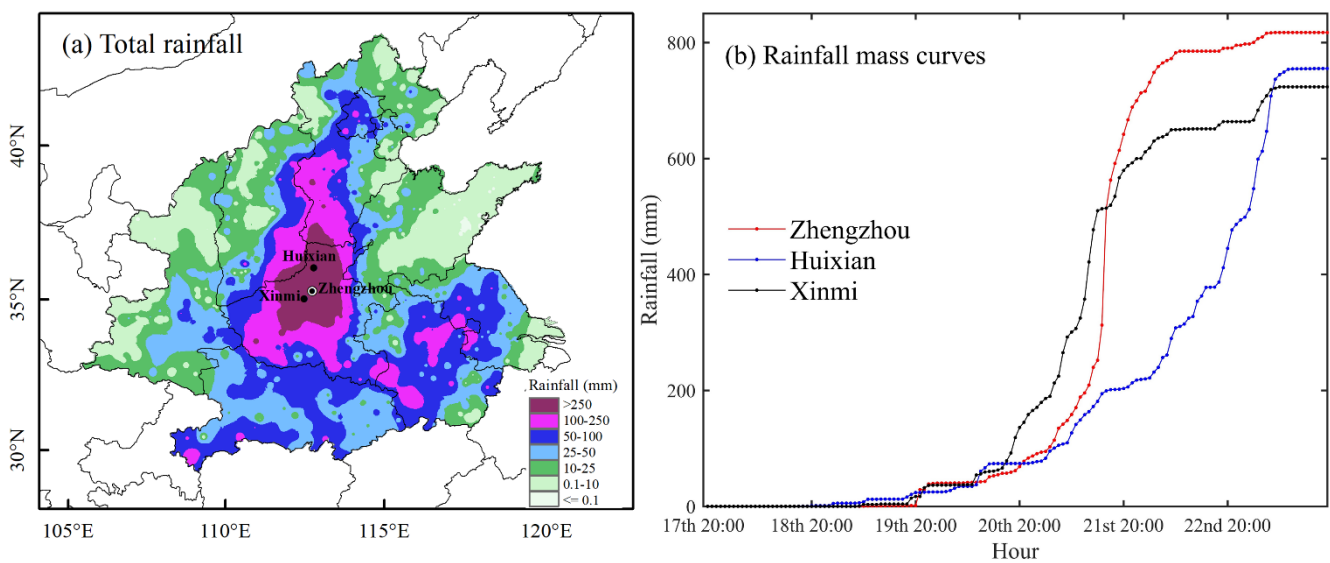 (a) Total rainfall
40°N
35°N
30°N
Huixian
Zhengzhou
Xinmi
Rainfall (mm)
>250
100-250
50-100
25-50
10-25
0.1-10
<= 0.1
105°E 110°E 115°E 120°E
(b) Rainfall mass curves
800
600
400
200
0
Rainfall (mm)
Zhengzhou
Huixian
Xinmi
17th 20:00 18th 20:00 19th 20:00 20th 20:00 21st 20:00 22nd 20:00
Hour